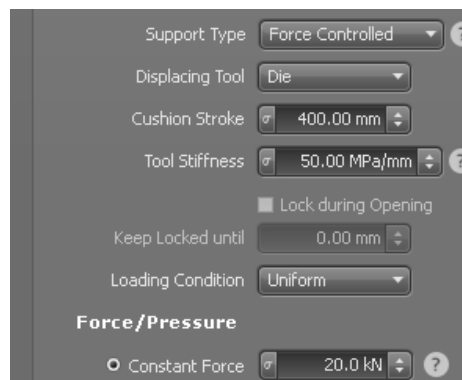 Support Type Force Controlled ?
Displacing Tool Die
Cushion Stroke σ 400.00 mm
Tool Stiffness σ 50.00 MPa/mm ?
Lock during Opening
Keep Locked until 0.00 mm
Loading Condition Uniform
Force/Pressure
Constant Force σ 20.0 kN ?